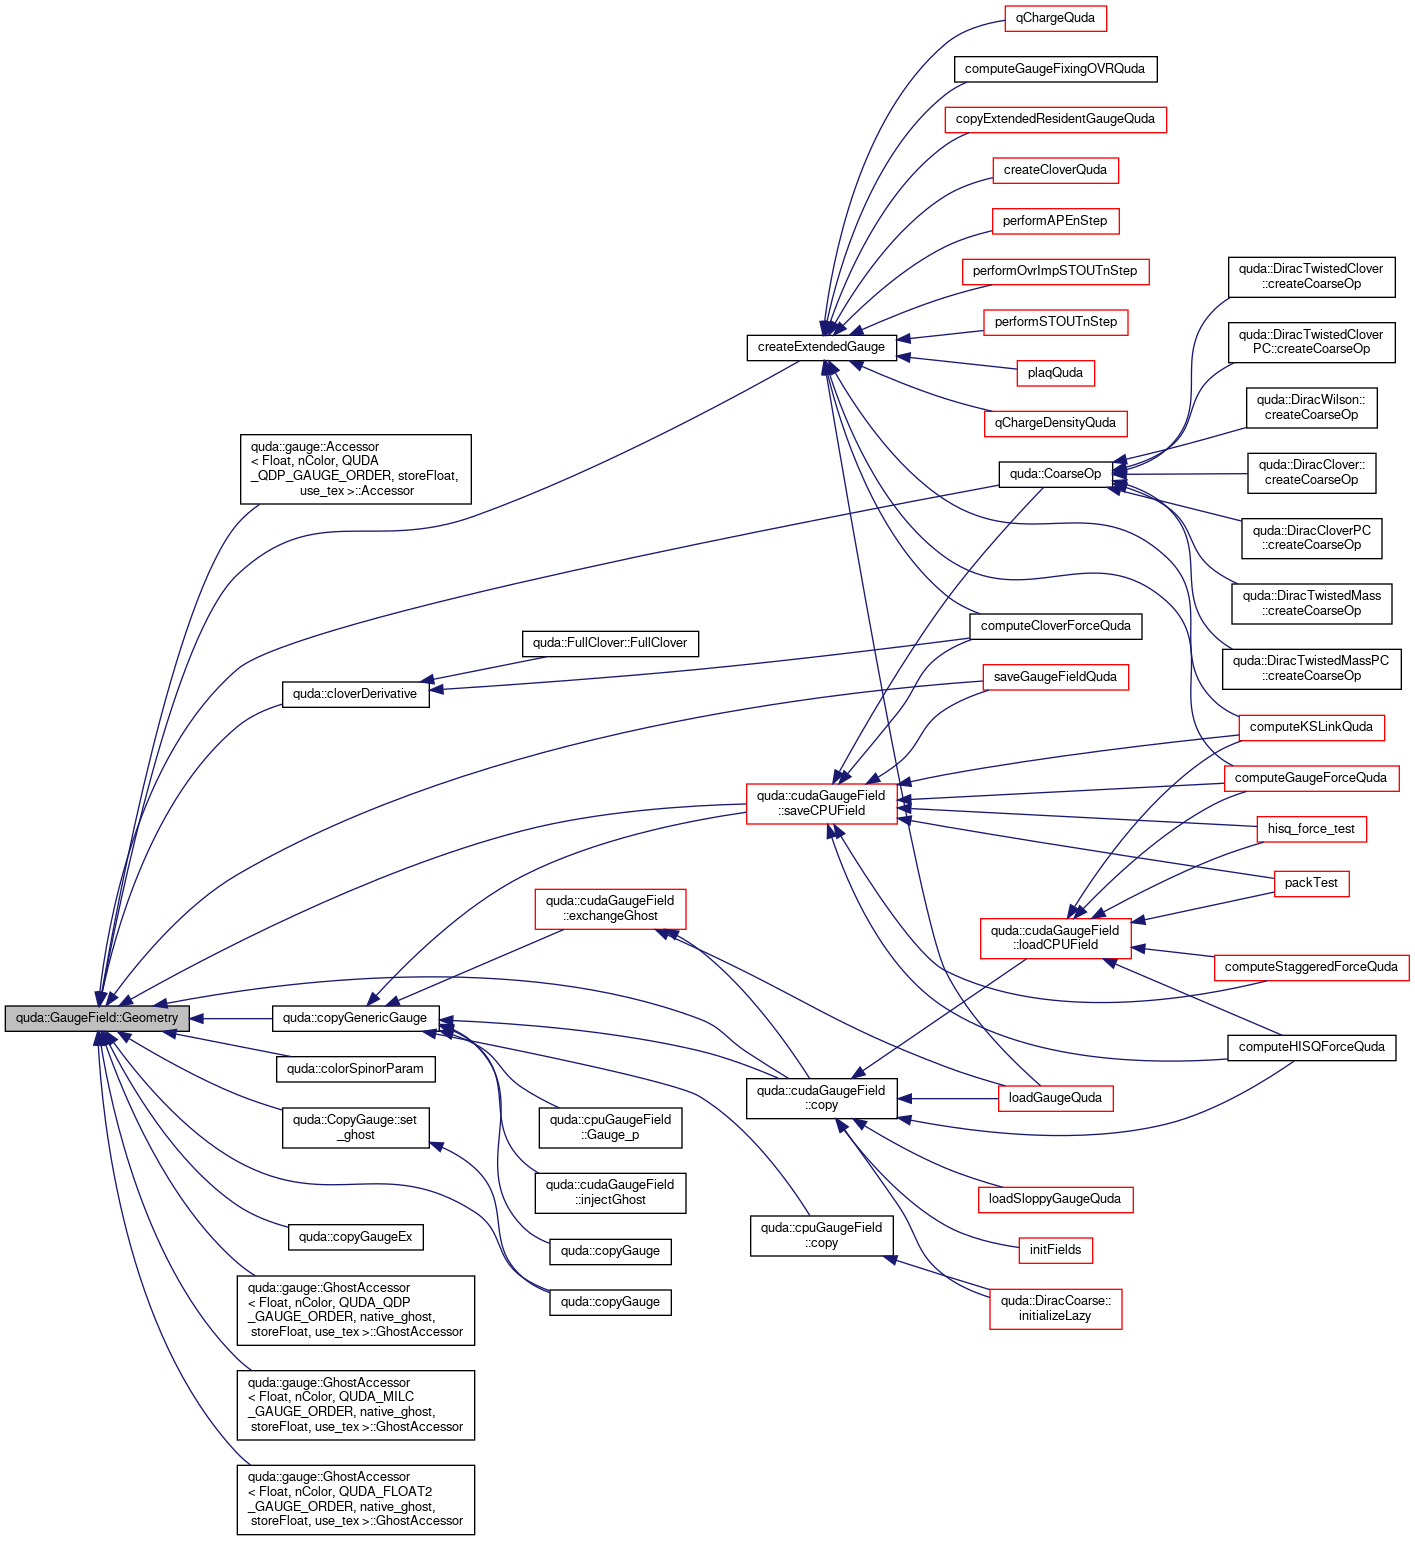 qChargeQuda
computeGaugeFixingOVRQuda
copyExtendedResidentGaugeQuda
createCloverQuda
performAPEnStep
performOvrImpSTOUTnStep
performSTOUTnStep
createExtendedGauge
plaqQuda
qChargeDensityQuda
quda::DiracTwistedClover
::createCoarseOp
quda::DiracTwistedClover
PC::createCoarseOp
quda::DiracWilson::
createCoarseOp
quda::CoarseOp
quda::DiracClover::
createCoarseOp
quda::DiracCloverPC
::createCoarseOp
quda::DiracTwistedMass
::createCoarseOp
quda::DiracTwistedMassPC
::createCoarseOp
quda::gauge::Accessor
< Float, nColor, QUDA
_QDP_GAUGE_ORDER, storeFloat,
use_tex >::Accessor
quda::FullClover::FullClover
quda::cloverDerivative
computeCloverForceQuda
saveGaugeFieldQuda
computeKSLinkQuda
computeGaugeForceQuda
quda::cudaGaugeField
::saveCPUField
hisq_force_test
packTest
quda::cudaGaugeField
::exchangeGhost
quda::cudaGaugeField
::loadCPUField
computeStaggeredForceQuda
computeHISQForceQuda
quda::GaugeField::Geometry
quda::copyGenericGauge
quda::colorSpinorParam
quda::cudaGaugeField
::copy
loadGaugeQuda
quda::CopyGauge::set
_ghost
quda::cpuGaugeField
::Gauge_p
quda::cudaGaugeField
::injectGhost
loadSloppyGaugeQuda
quda::copyGaugeEx
quda::copyGauge
quda::cpuGaugeField
::copy
initFields
quda::copyGauge
quda::DiracCoarse::
initializeLazy
quda::gauge::GhostAccessor
< Float, nColor, QUDA_QDP
_GAUGE_ORDER, native_ghost,
storeFloat, use_tex >::GhostAccessor
quda::gauge::GhostAccessor
< Float, nColor, QUDA_MILC
_GAUGE_ORDER, native_ghost,
storeFloat, use_tex >::GhostAccessor
quda::gauge::GhostAccessor
< Float, nColor, QUDA_FLOAT2
_GAUGE_ORDER, native_ghost,
storeFloat, use_tex >::GhostAccessor